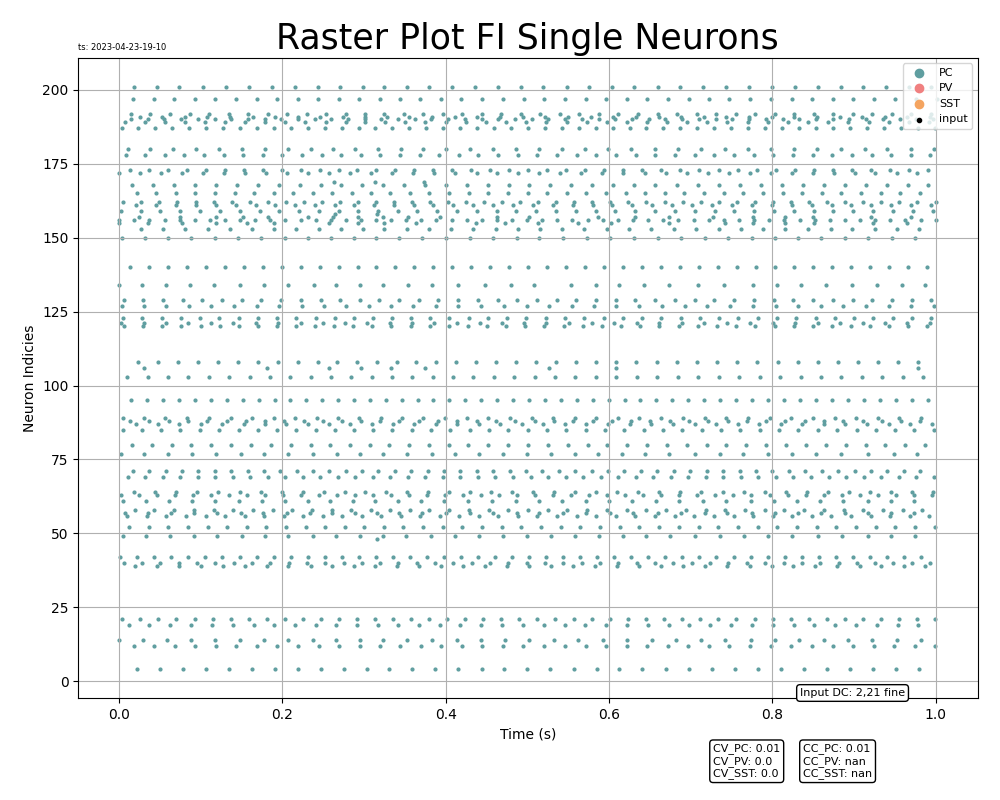 Raster Plot FI Single Neurons
ts: 2023-04-23-19-10
PC
PV
SST
input
200
175
150
125
100
75
50
25
0
Neuron Indicies
0.0 0.2 0.4 0.6 0.8 1.0
Time (s)
Input DC: 2,21 fine
CV_PC: 0.01
CV_PV: 0.0
CV_SST: 0.0
CC_PC: 0.01
CC_PV: nan
CC_SST: nan